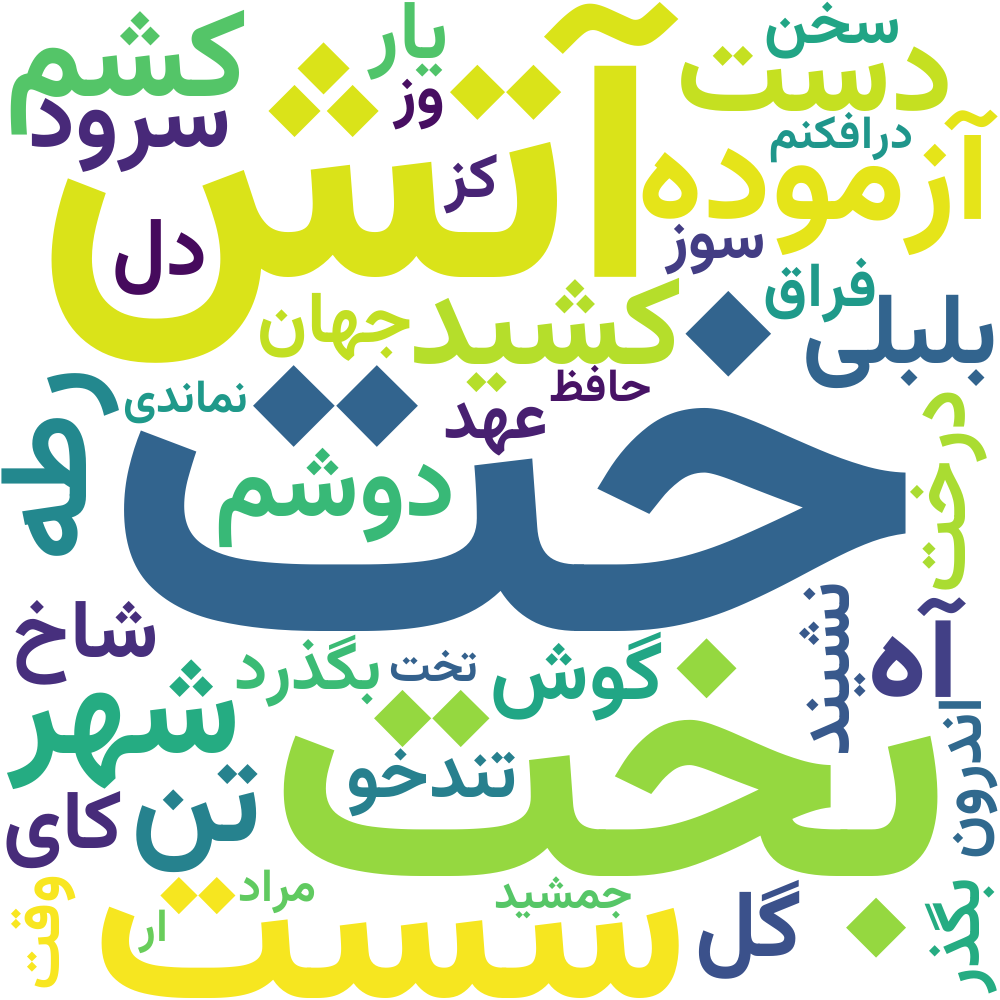 سخن
یار
کشم
آتش
دست
وز
سرود
درافکنم
آزموده
کز
دل
سوز
فراق
جهان
کشید
بلبلی
حافظ
نماندی
عهد
رطه
درخت
دوشم
خت
شاخ
نشیند
آه
گوش
تخت
بگذرد
شهر
اندرون
بخت
تندخو
تن
کای
وقت
مراد
جمشید
گل
بگذر
ار
سست